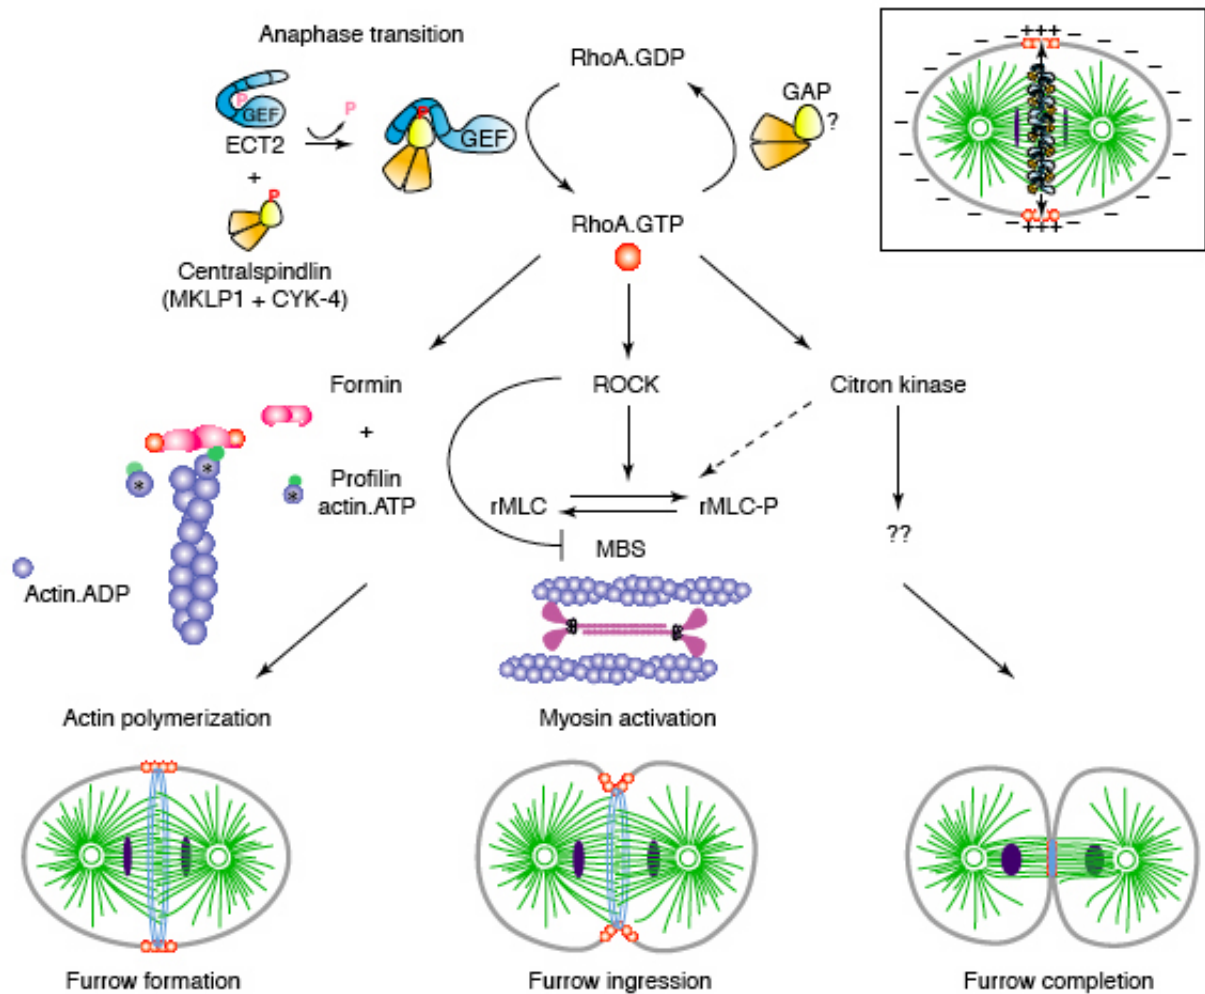 Anaphase transition
RhoA.GDP
P
GEF
ECT2
+
P
P
GEF
GAP
?
P
Centralspindlin
(MKLP1 + CYK-4)
RhoA.GTP
+++
– – – – – – – – – – – – – – – – – – – –
+++
Formin
+
Profilin
actin.ATP
*
*
*
Actin.ADP
ROCK
Citron kinase
rMLC
rMLC-P
MBS
??
Actin polymerization
Myosin activation
Furrow formation
Furrow ingression
Furrow completion